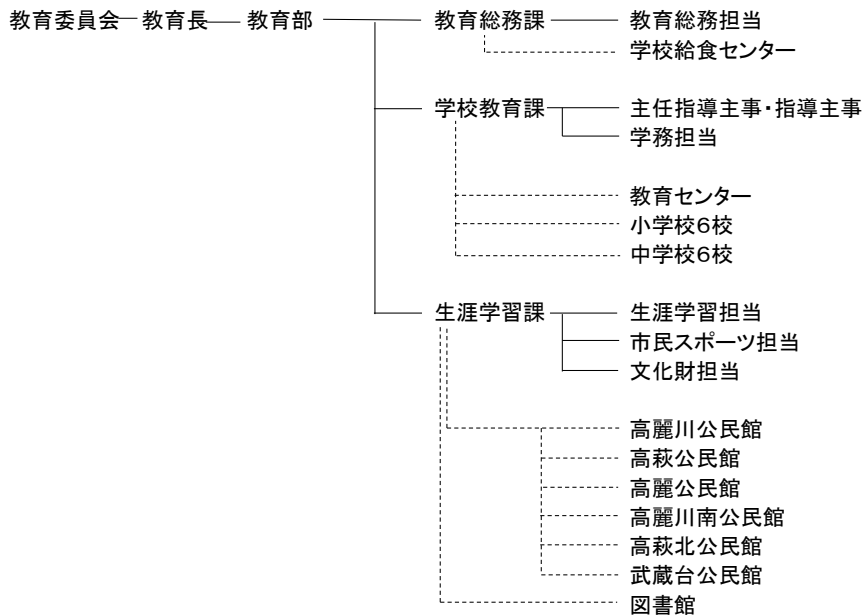 教育委員会 教育長 教育部 教育総務課 教育総務担当
学校給食センター
学校教育課 主任指導主事・指導主事
学務担当
教育センター
小学校6校
中学校6校
生涯学習課 生涯学習担当
市民スポーツ担当
文化財担当
高麗川公民館
高萩公民館
高麗公民館
高麗川南公民館
高萩北公民館
武蔵台公民館
図書館